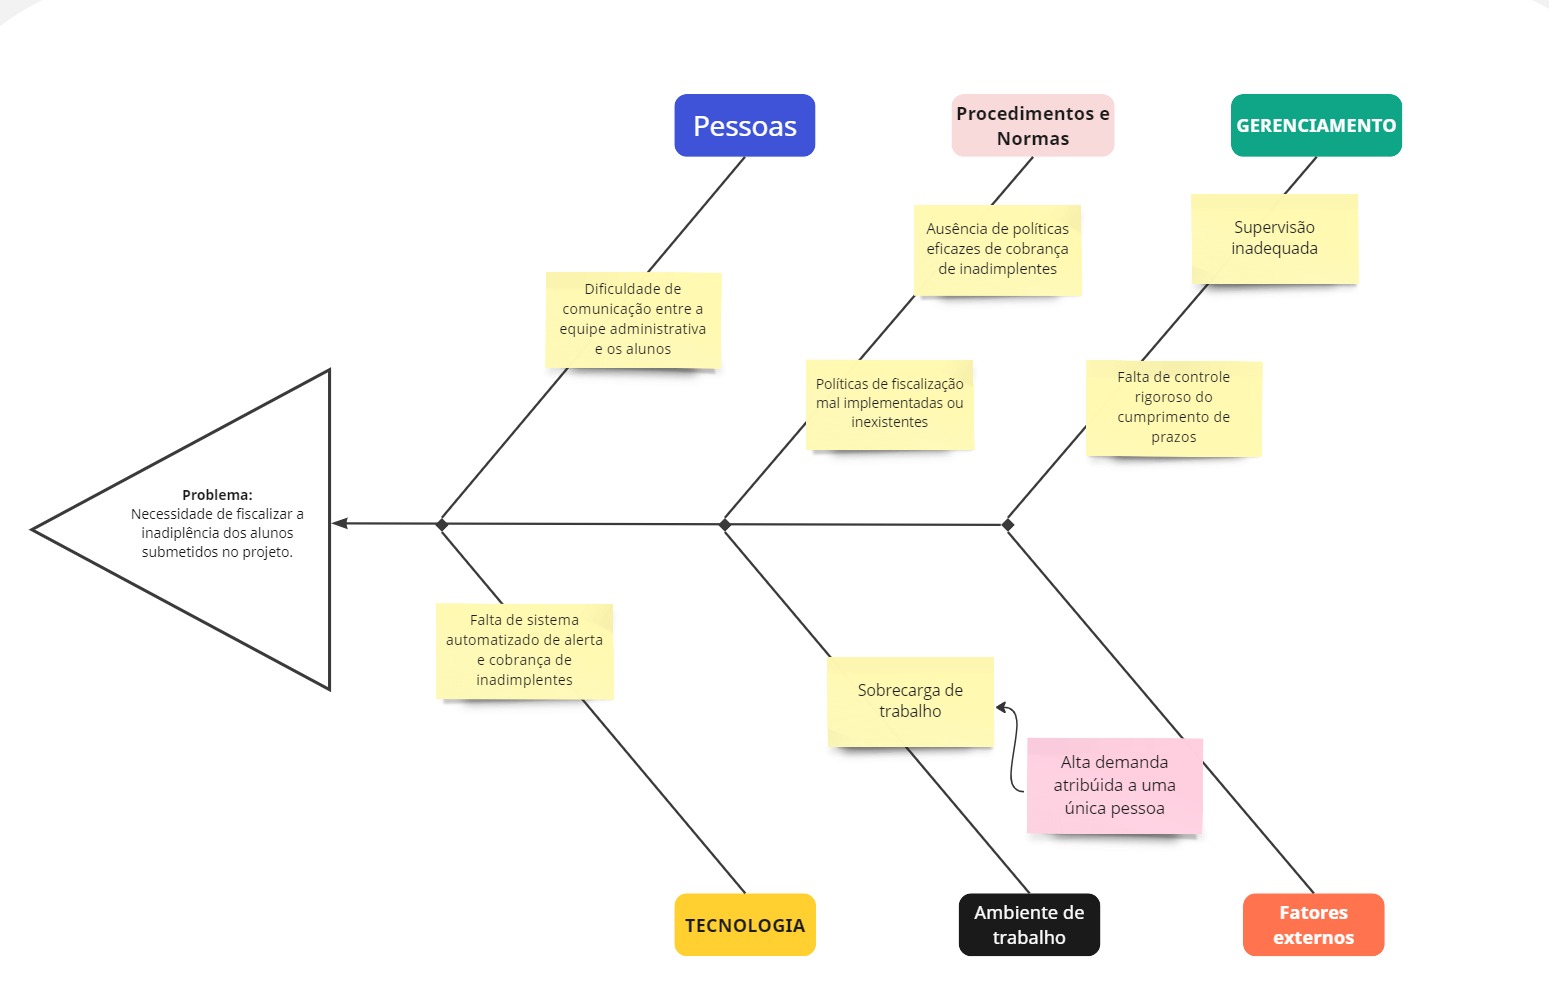 Pessoas
Procedimentos e
Normas
GERENCIAMENTO
Dificuldade de
comunicação entre a
equipe administrativa
e os alunos
Ausência de políticas
eficazes de cobrança
de inadimplentes
Políticas de fiscalização
mal implementadas ou
inexistentes
Supervisão
inadequada
Falta de controle
rigoroso do
cumprimento de
prazos
Problema:
Necessidade de fiscalizar a
inadiplência dos alunos
submetidos no projeto.
Falta de sistema
automatizado de alerta
e cobrança de
inadimplentes
Sobrecarga de
trabalho
Alta demanda
atribúida a uma
única pessoa
TECNOLOGIA
Ambiente de
trabalho
Fatores
externos